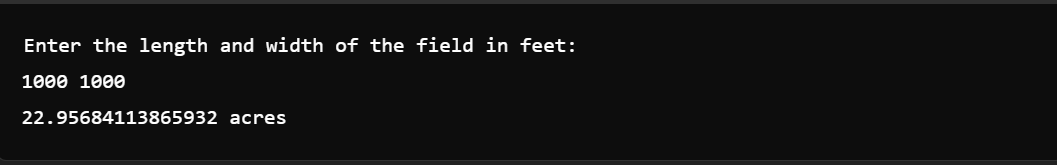 Enter the length and width of the field in feet:
1000 1000
22.95684113865932 acres